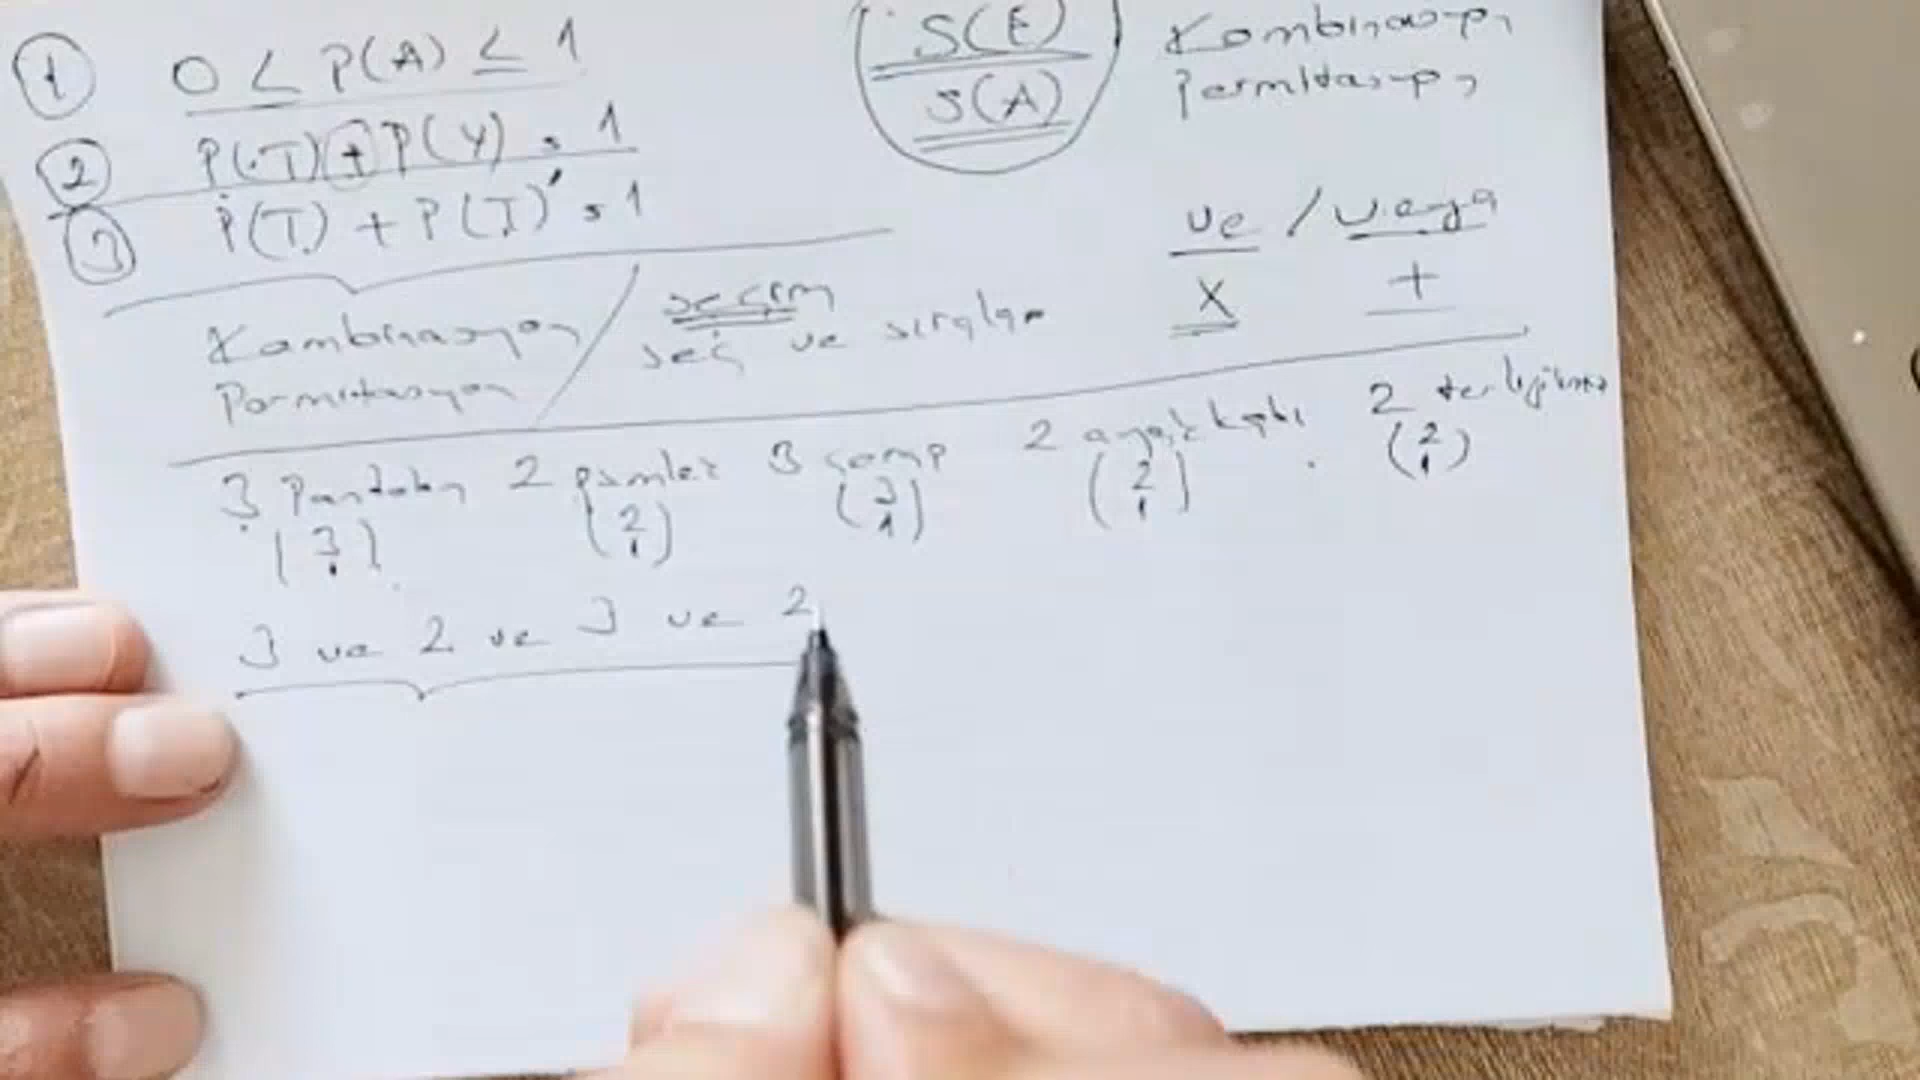 1 0 ≤ P(A) ≤ 1
2 P(T) + P(Y) = 1
3 P(T) + P(T)' = 1
S(E)
S(A)
Kombinasyon
Permütasyon
ve / veya
x +
Kombinasyon
Permütasyon
seçim
seç ve sırala
3 Pantolon 2 gömlek 3 çorap 2 ayakkabı 2
(3 1) (2 1) (3 1) (2 1) (2 1)
3 ve 2 ve 3 ve 2